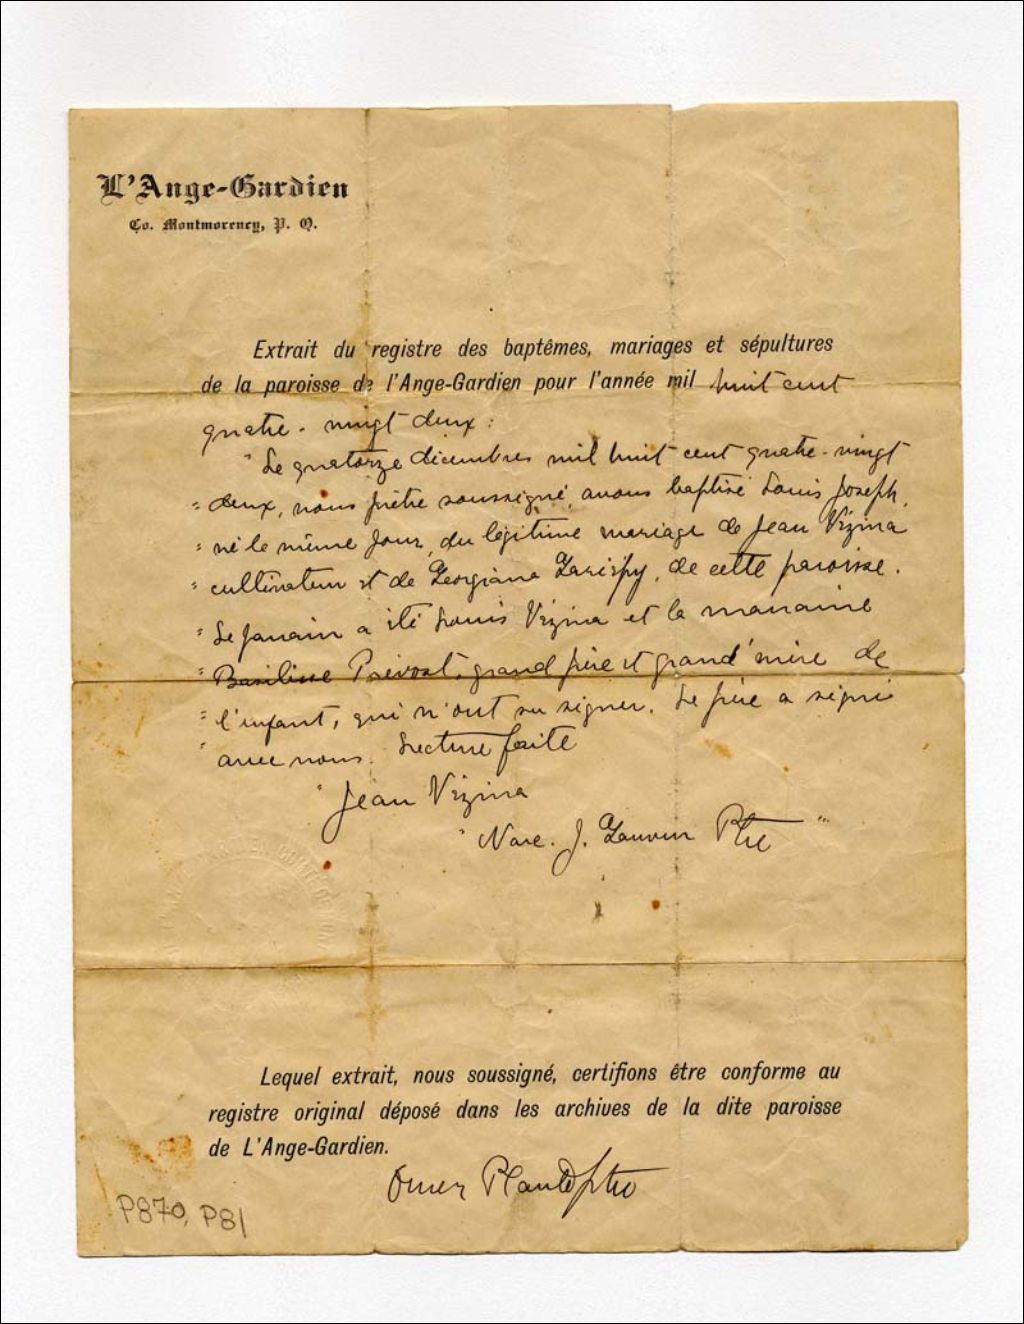 L'Ange-Gardien
Co. Montmorency, P. Q.
Extrait du registre des baptêmes, mariages et sépultures
de la paroisse de l'Ange-Gardien pour l'année mil huit cent
quatre-vingt deux :
" Le quatorze décembre mil huit cent quatre-vingt
" deux, nous prêtre soussigné, avons baptisé Louis Joseph,
" né le même jour, du légitime mariage de Jean Vézina
" cultivateur et de Georgiana, de cette paroisse.
" Le parrain a été Louis Vézina et la marraine
" Basilisse Prévost, grand père et grand'mère de
" l'enfant, qui n'ont su signer. Le père a signé
" avec nous. Lecture faite
" Jean Vézina
" Narc. J. Gauvin Ptre "
Lequel extrait, nous soussigné, certifions être conforme au
registre original déposé dans les archives de la dite paroisse
de L'Ange-Gardien.
Omer Plante ptre
P870, P81